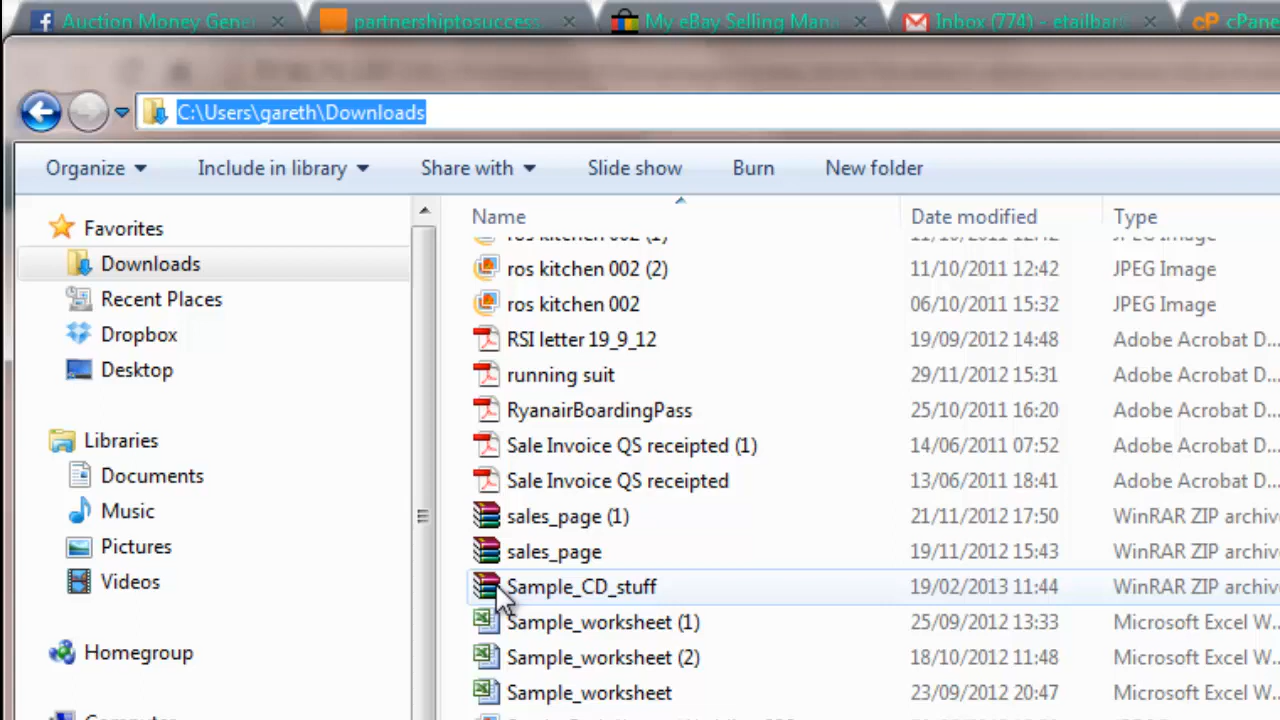 Auction Money Gene
partnershiptosuccess.
My eBay Selling Man
Inbox (774) - etailbars
cPane
C:\Users\gareth\Downloads
Organize
Include in library
Share with
Slide show
Burn
New folder
Name Date modified Type
Favorites
Downloads
Recent Places
Dropbox
Desktop
Libraries
Documents
Music
Pictures
Videos
Homegroup
Computer
ros kitchen 002 (1) 11/10/2011 12:42 JPEG Image
ros kitchen 002 (2) 11/10/2011 12:42 JPEG Image
ros kitchen 002 06/10/2011 15:32 JPEG Image
RSI letter 19_9_12 19/09/2012 14:48 Adobe Acrobat D...
running suit 29/11/2012 15:31 Adobe Acrobat D...
RyanairBoardingPass 25/10/2011 16:20 Adobe Acrobat D...
Sale Invoice QS receipted (1) 14/06/2011 07:52 Adobe Acrobat D...
Sale Invoice QS receipted 13/06/2011 18:41 Adobe Acrobat D...
sales_page (1) 21/11/2012 17:50 WinRAR ZIP archiv...
sales_page 19/11/2012 15:43 WinRAR ZIP archiv...
Sample_CD_stuff 19/02/2013 11:44 WinRAR ZIP archiv...
Sample_worksheet (1) 25/09/2012 13:33 Microsoft Excel W...
Sample_worksheet (2) 18/10/2012 11:48 Microsoft Excel W...
Sample_worksheet 23/09/2012 20:47 Microsoft Excel W...